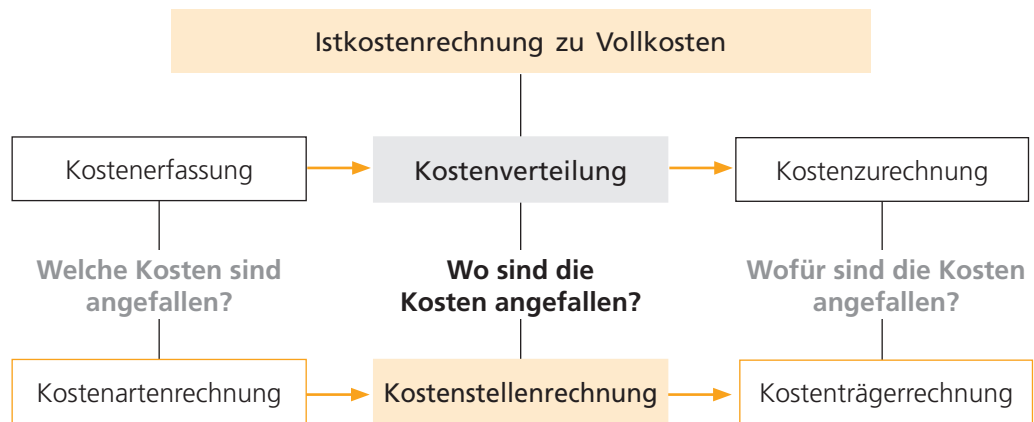 Istkostenrechnung zu Vollkosten
Kostenerfassung
Kostenverteilung
Kostenzurechnung
Welche Kosten sind
angefallen?
Wo sind die
Kosten angefallen?
Wofür sind die Kosten
angefallen?
Kostenartenrechnung
Kostenstellenrechnung
Kostenträgerrechnung